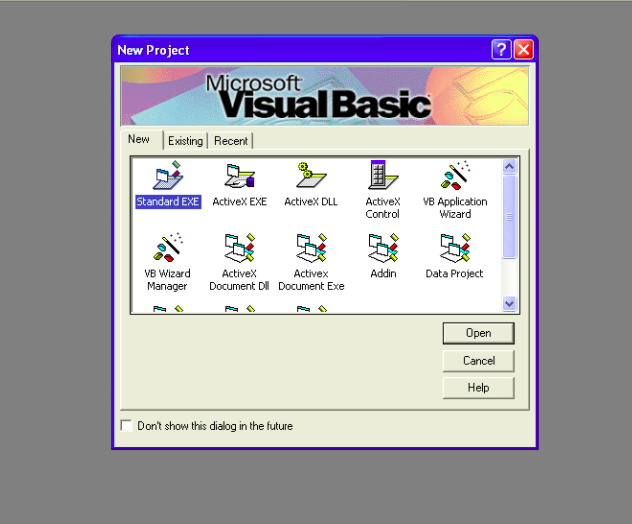 New Project
Microsoft
Visual Basic
New Existing Recent
Standard EXE ActiveX EXE ActiveX DLL ActiveX Control VB Application Wizard
VB Wizard Manager ActiveX Document Dll Activex Document Exe Addin Data Project
Open
Cancel
Help
Don't show this dialog in the future